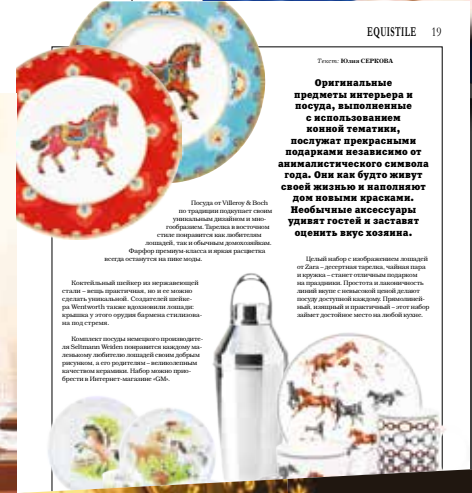 EQUISTILE 19
Текст: Юлия СЕРКОВА
Оригинальные
предметы интерьера и
посуда, выполненные
с использованием
конной тематики,
послужат прекрасными
подарками независимо от
анималистического символа
года. Они как будто живут
своей жизнью и наполняют
дом новыми красками.
Необычные аксессуары
удивят гостей и заставят
оценить вкус хозяина.
Посуда от Villeroy & Boch
по традиции подкупает своим
уникальным дизайном и мно-
гообразием. Тарелка в восточном
стиле понравится как любителям
лошадей, так и обычным домохозяйкам.
Фарфор премиум-класса и яркая расцветка
всегда останутся на пике моды.
Целый набор с изображением лошадей
от Zara – десертная тарелка, чайная пара
и кружка – станет отличным подарком
на праздники. Простота и лаконичность
линий вкупе с невысокой ценой делают
посуду доступной каждому. Прямолиней-
ный, изящный и практичный – этот набор
займет достойное место на любой кухне.
Коктейльный шейкер из нержавеющей
стали – вещь практичная, но и ее можно
сделать уникальной. Создателей шейке-
ра Wentworth также вдохновили лошади:
крышка у этого орудия бармена стилизова-
на под стремя.
Комплект посуды немецкого производите-
ля Seltmann Weiden понравится каждому ма-
ленькому любителю лошадей своим добрым
рисунком, а его родителям – великолепным
качеством керамики. Набор можно прио-
брести в Интернет-магазине «GM».